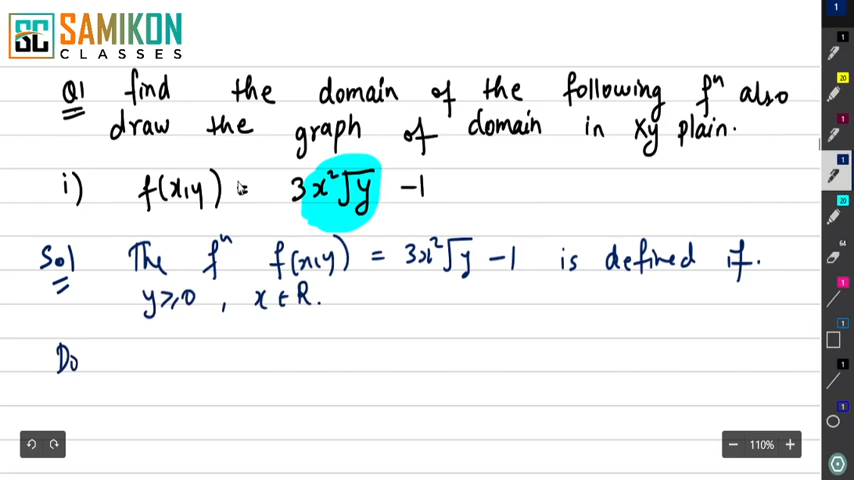 SC SAMIKON
CLASSES
Q1 find the domain of the following fⁿ also
draw the graph of domain in xy plain.
i) f(x,y) = 3x²√y -1
Sol The fⁿ f(x,y) = 3x²√y -1 is defined if.
y≥0, x∈R.
Do
110%